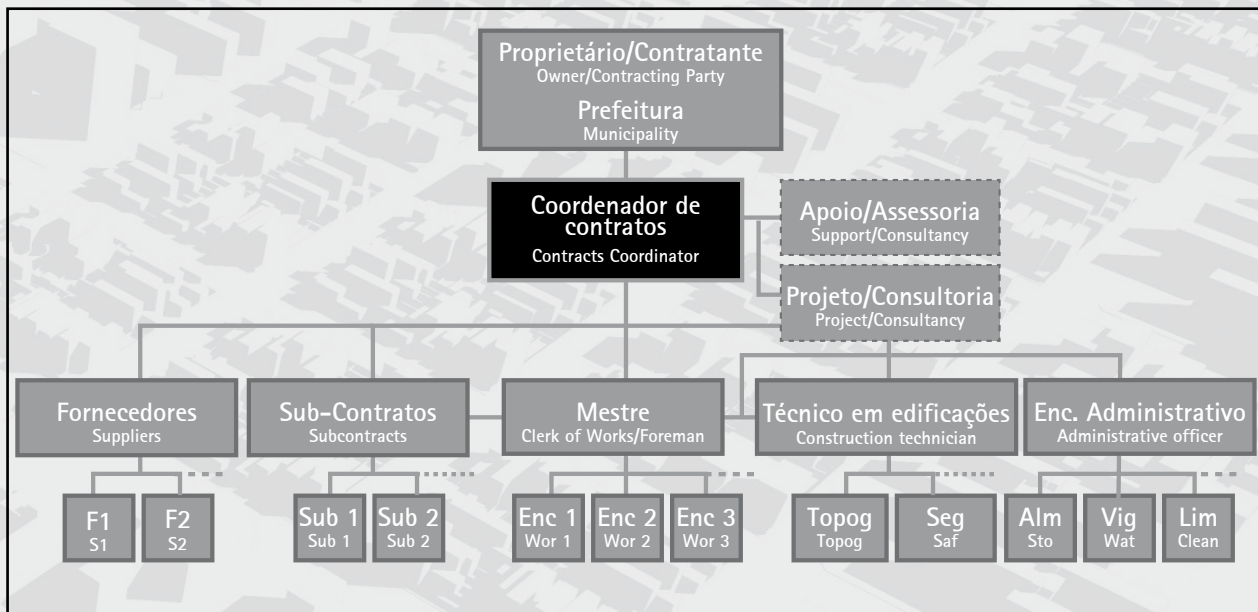 Proprietário/Contratante
Owner/Contracting Party
Prefeitura
Municipality
Coordenador de
contratos
Contracts Coordinator
Apoio/Assessoria
Support/Consultancy
Projeto/Consultoria
Project/Consultancy
Fornecedores
Suppliers
Sub-Contratos
Subcontracts
Mestre
Clerk of Works/Foreman
Técnico em edificações
Construction technician
Enc. Administrativo
Administrative officer
F1
S1
F2
S2
Sub 1
Sub 1
Sub 2
Sub 2
Enc 1
Wor 1
Enc 2
Wor 2
Enc 3
Wor 3
Topog
Topog
Seg
Saf
Alm
Sto
Vig
Wat
Lim
Clean